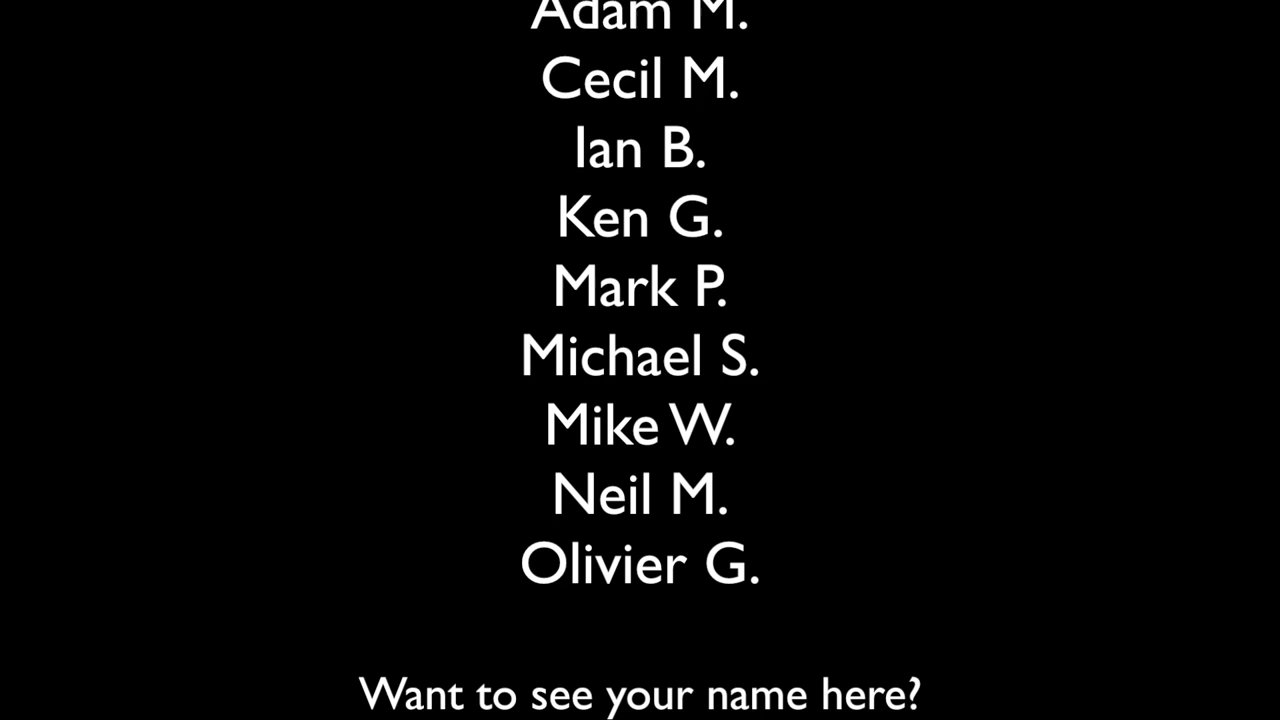 Adam M.
Cecil M.
Ian B.
Ken G.
Mark P.
Michael S.
Mike W.
Neil M.
Olivier G.
Want to see your name here?